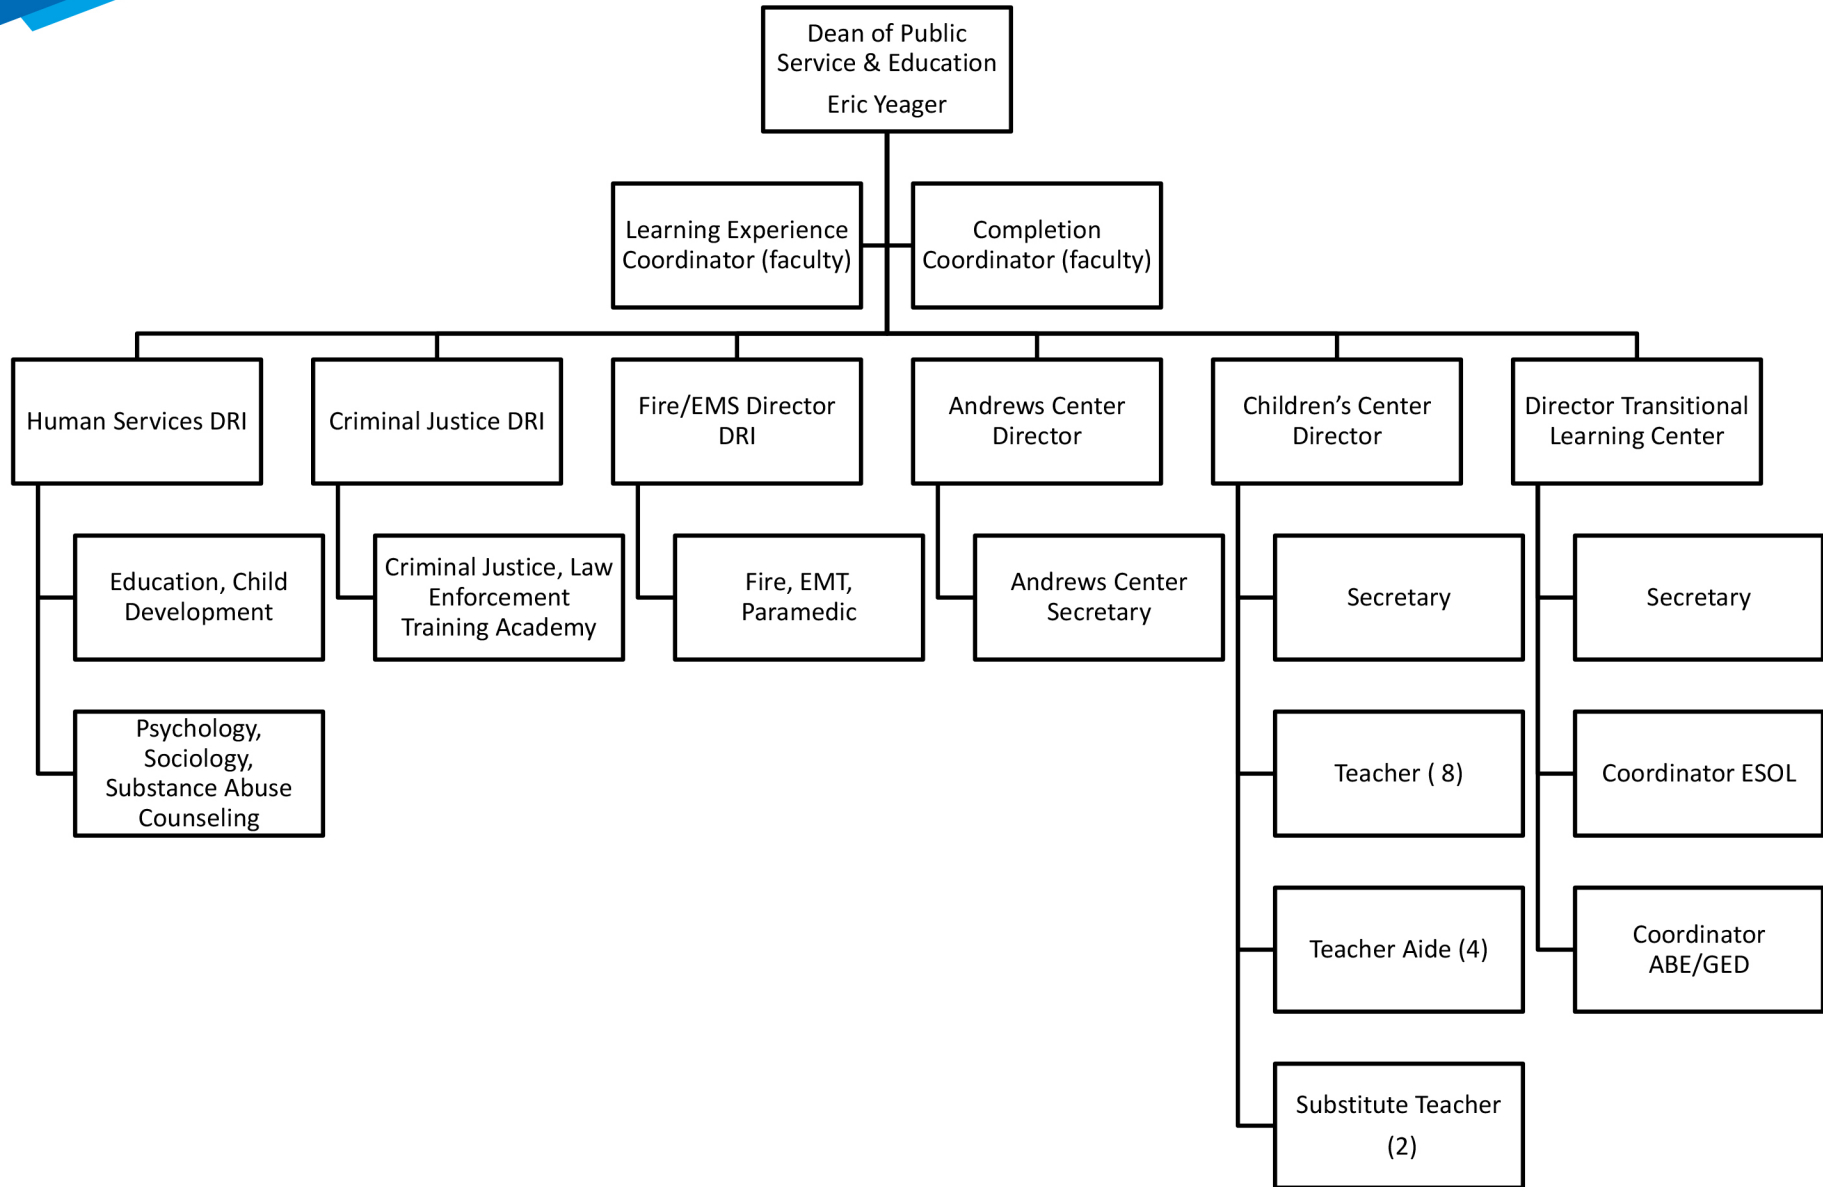 Dean of Public
Service & Education
Eric Yeager
Learning Experience
Coordinator (faculty)
Completion
Coordinator (faculty)
Human Services DRI
Criminal Justice DRI
Fire/EMS Director
DRI
Andrews Center
Director
Children’s Center
Director
Director Transitional
Learning Center
Education, Child
Development
Criminal Justice, Law
Enforcement
Training Academy
Fire, EMT,
Paramedic
Andrews Center
Secretary
Secretary
Secretary
Psychology,
Sociology,
Substance Abuse
Counseling
Teacher ( 8)
Coordinator ESOL
Teacher Aide (4)
Coordinator
ABE/GED
Substitute Teacher
(2)